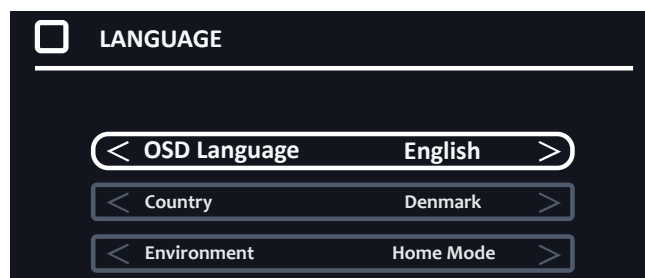 LANGUAGE
< OSD Language English >
< Country Denmark >
< Environment Home Mode >